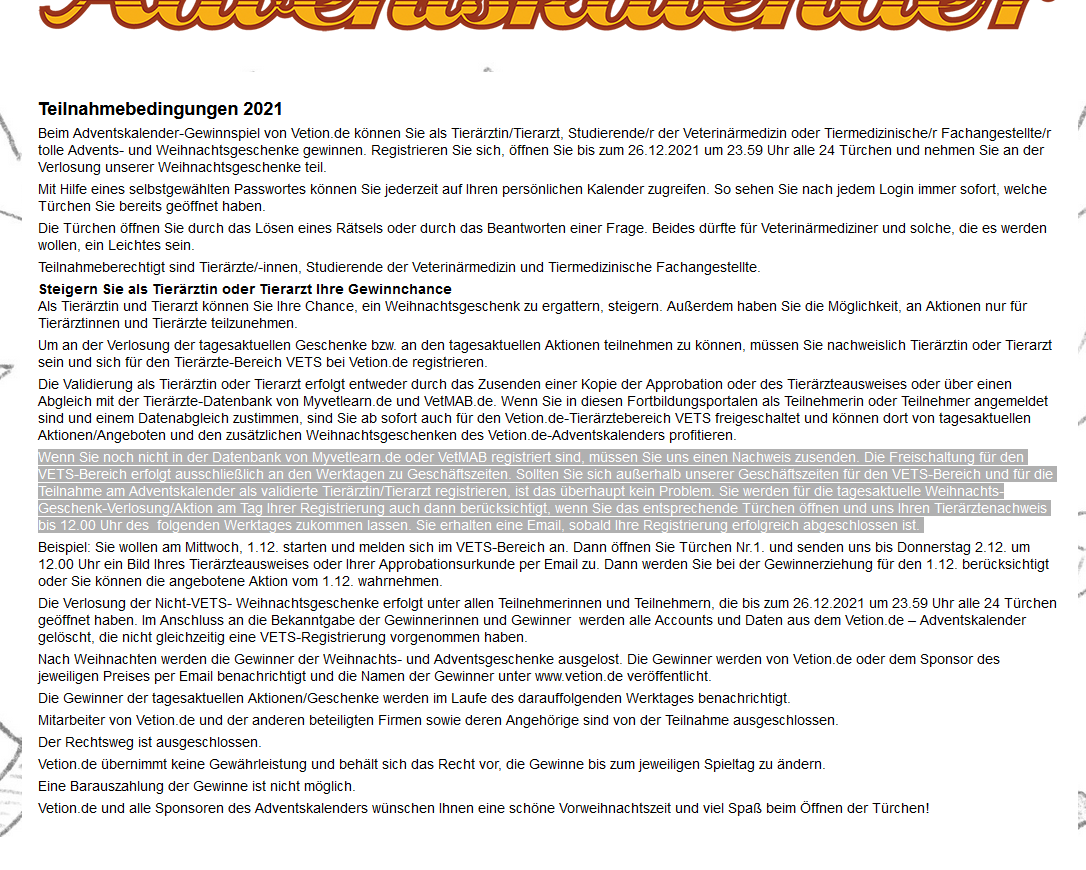 Adventskalender
Teilnahmebedingungen 2021
Beim Adventskalender-Gewinnspiel von Vetion.de können Sie als Tierärztin/Tierarzt, Studierende/r der Veterinärmedizin oder Tiermedizinische/r Fachangestellte/r
tolle Advents- und Weihnachtsgeschenke gewinnen. Registrieren Sie sich, öffnen Sie bis zum 26.12.2021 um 23.59 Uhr alle 24 Türchen und nehmen Sie an der
Verlosung unserer Weihnachtsgeschenke teil.
Mit Hilfe eines selbstgewählten Passwortes können Sie jederzeit auf Ihren persönlichen Kalender zugreifen. So sehen Sie nach jedem Login immer sofort, welche
Türchen Sie bereits geöffnet haben.
Die Türchen öffnen Sie durch das Lösen eines Rätsels oder durch das Beantworten einer Frage. Beides dürfte für Veterinärmediziner und solche, die es werden
wollen, ein Leichtes sein.
Teilnahmeberechtigt sind Tierärzte/-innen, Studierende der Veterinärmedizin und Tiermedizinische Fachangestellte.
Steigern Sie als Tierärztin oder Tierarzt Ihre Gewinnchance
Als Tierärztin und Tierarzt können Sie Ihre Chance, ein Weihnachtsgeschenk zu ergattern, steigern. Außerdem haben Sie die Möglichkeit, an Aktionen nur für
Tierärztinnen und Tierärzte teilzunehmen.
Um an der Verlosung der tagesaktuellen Geschenke bzw. an den tagesaktuellen Aktionen teilnehmen zu können, müssen Sie nachweislich Tierärztin oder Tierarzt
sein und sich für den Tierärzte-Bereich VETS bei Vetion.de registrieren.
Die Validierung als Tierärztin oder Tierarzt erfolgt entweder durch das Zusenden einer Kopie der Approbation oder des Tierärzteausweises oder über einen
Abgleich mit der Tierärzte-Datenbank von Myvetlearn.de und VetMAB.de. Wenn Sie in diesen Fortbildungsportalen als Teilnehmerin oder Teilnehmer angemeldet
sind und einem Datenabgleich zustimmen, sind Sie ab sofort auch für den Vetion.de-Tierärztebereich VETS freigeschaltet und können dort von tagesaktuellen
Aktionen/Angeboten und den zusätzlichen Weihnachtsgeschenken des Vetion.de-Adventskalenders profitieren.
Wenn Sie noch nicht in der Datenbank von Myvetlearn.de oder VetMAB registriert sind, müssen Sie uns einen Nachweis zusenden. Die Freischaltung für den
VETS-Bereich erfolgt ausschließlich an den Werktagen zu Geschäftszeiten. Sollten Sie sich außerhalb unserer Geschäftszeiten für den VETS-Bereich und für die
Teilnahme am Adventskalender als validierte Tierärztin/Tierarzt registrieren, ist das überhaupt kein Problem. Sie werden für die tagesaktuelle Weihnachts-
Geschenk-Verlosung/Aktion am Tag Ihrer Registrierung auch dann berücksichtigt, wenn Sie das entsprechende Türchen öffnen und uns Ihren Tierärztenachweis
bis 12.00 Uhr des folgenden Werktages zukommen lassen. Sie erhalten eine Email, sobald Ihre Registrierung erfolgreich abgeschlossen ist.
Beispiel: Sie wollen am Mittwoch, 1.12. starten und melden sich im VETS-Bereich an. Dann öffnen Sie Türchen Nr.1. und senden uns bis Donnerstag 2.12. um
12.00 Uhr ein Bild Ihres Tierärzteausweises oder Ihrer Approbationsurkunde per Email zu. Dann werden Sie bei der Gewinnerziehung für den 1.12. berücksichtigt
oder Sie können die angebotene Aktion vom 1.12. wahrnehmen.
Die Verlosung der Nicht-VETS- Weihnachtsgeschenke erfolgt unter allen Teilnehmerinnen und Teilnehmern, die bis zum 26.12.2021 um 23.59 Uhr alle 24 Türchen
geöffnet haben. Im Anschluss an die Bekanntgabe der Gewinnerinnen und Gewinner werden alle Accounts und Daten aus dem Vetion.de – Adventskalender
gelöscht, die nicht gleichzeitig eine VETS-Registrierung vorgenommen haben.
Nach Weihnachten werden die Gewinner der Weihnachts- und Adventsgeschenke ausgelost. Die Gewinner werden von Vetion.de oder dem Sponsor des
jeweiligen Preises per Email benachrichtigt und die Namen der Gewinner unter www.vetion.de veröffentlicht.
Die Gewinner der tagesaktuellen Aktionen/Geschenke werden im Laufe des darauffolgenden Werktages benachrichtigt.
Mitarbeiter von Vetion.de und der anderen beteiligten Firmen sowie deren Angehörige sind von der Teilnahme ausgeschlossen.
Der Rechtsweg ist ausgeschlossen.
Vetion.de übernimmt keine Gewährleistung und behält sich das Recht vor, die Gewinne bis zum jeweiligen Spieltag zu ändern.
Eine Barauszahlung der Gewinne ist nicht möglich.
Vetion.de und alle Sponsoren des Adventskalenders wünschen Ihnen eine schöne Vorweihnachtszeit und viel Spaß beim Öffnen der Türchen!